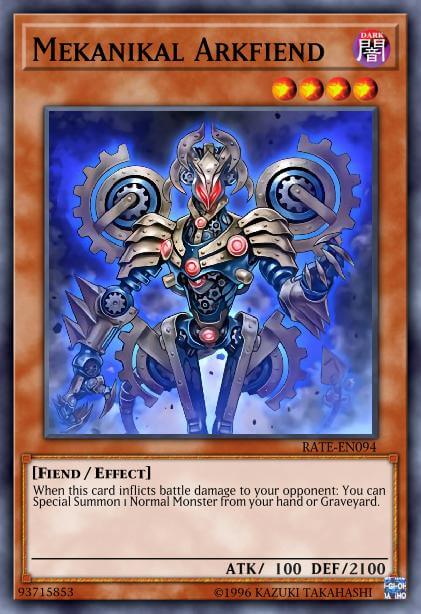 Mekanikal Arkfiend
DARK
闇
RATE-EN094
[Fiend / Effect]
When this card inflicts battle damage to your opponent: You can
Special Summon 1 Normal Monster from your hand or Graveyard.
ATK/ 100 DEF/2100
93715853
©1996 KAZUKI TAKAHASHI